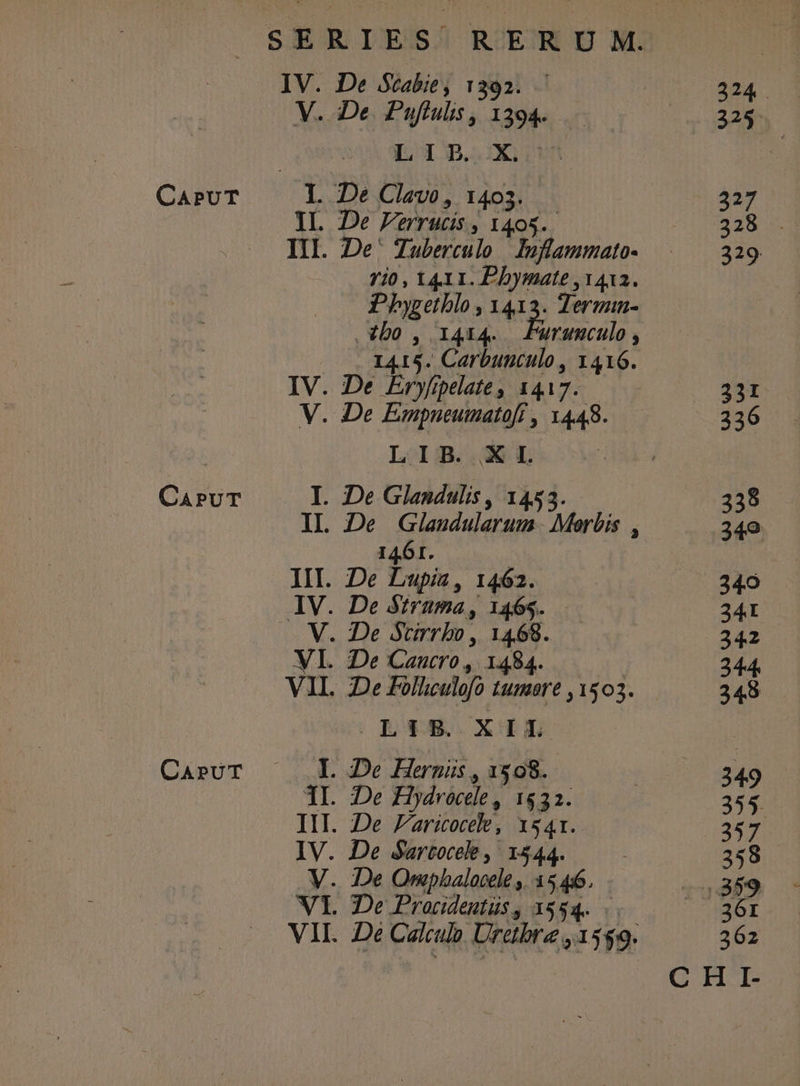 SERIES RERUM.
IV. De Scabie, 1392. 324
V. De Puſtulis, 1394. 325
LIB. X.
CAPUT I. De Clavo, 1403. 327
II. De Verrucis, 1405. 328
III. De Tuberculo Inflammato- 329
rio, 1411. Phymate, 1412.
Phygethlo, 1413. Termin-
tho, 1414. Furunculo,
1415. Carbunculo, 1416.
IV. De Eryſipelate, 1417. 331
V. De Empneumatoſi, 1448. 336
LIB. XI.
CAPUT I. De Glandulis, 1453. 338
II. De Glandularum Morbis, 340
1461.
III. De Lupia, 1462. 340
IV. De Struma, 1465. 341
V. De Scirrho, 1468. 342
VI. De Cancro, 1484. 344
VII. De Folliculoſo tumore, 1503. 348
LIB. XII.
CAPUT I. De Herniis, 1508. 349
II. De Hydrocele, 1532. 355
III. De Varicocele, 1541. 357
IV. De Sarcocele, 1544. 358
V. De Omphalocele, 1546. 359
VI. De Procidentiis, 1554. 361
VII. De Calculo Urethræ, 1559. 362
CHI-